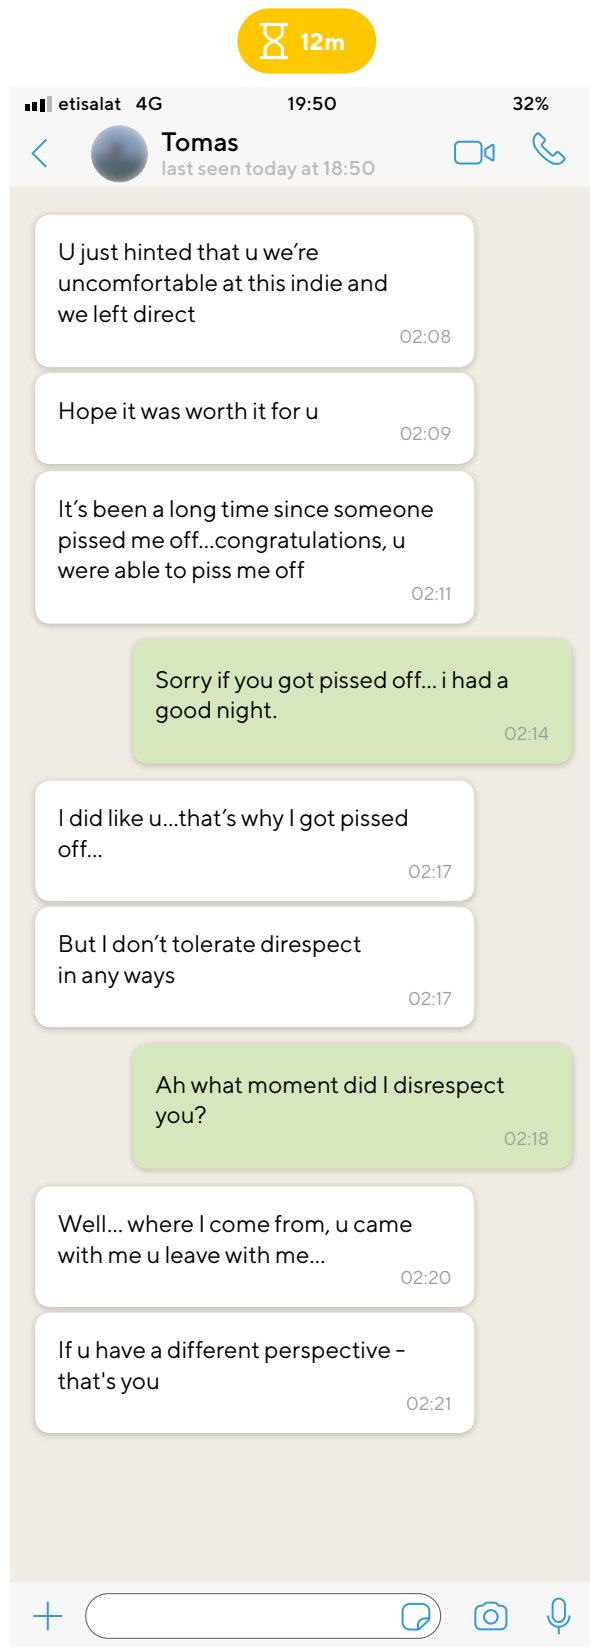 12m
etisalat 4G 19:50 32%
Tomas
last seen today at 18:50
U just hinted that u we’re
uncomfortable at this indie and
we left direct
02:08
Hope it was worth it for u
02:09
It’s been a long time since someone
pissed me off...congratulations, u
were able to piss me off
02:11
Sorry if you got pissed off... i had a
good night.
02:14
I did like u...that’s why I got pissed
off...
02:17
But I don’t tolerate direspect
in any ways
02:17
Ah what moment did I disrespect
you?
02:18
Well... where I come from, u came
with me u leave with me...
02:20
If u have a different perspective -
that's you
02:21